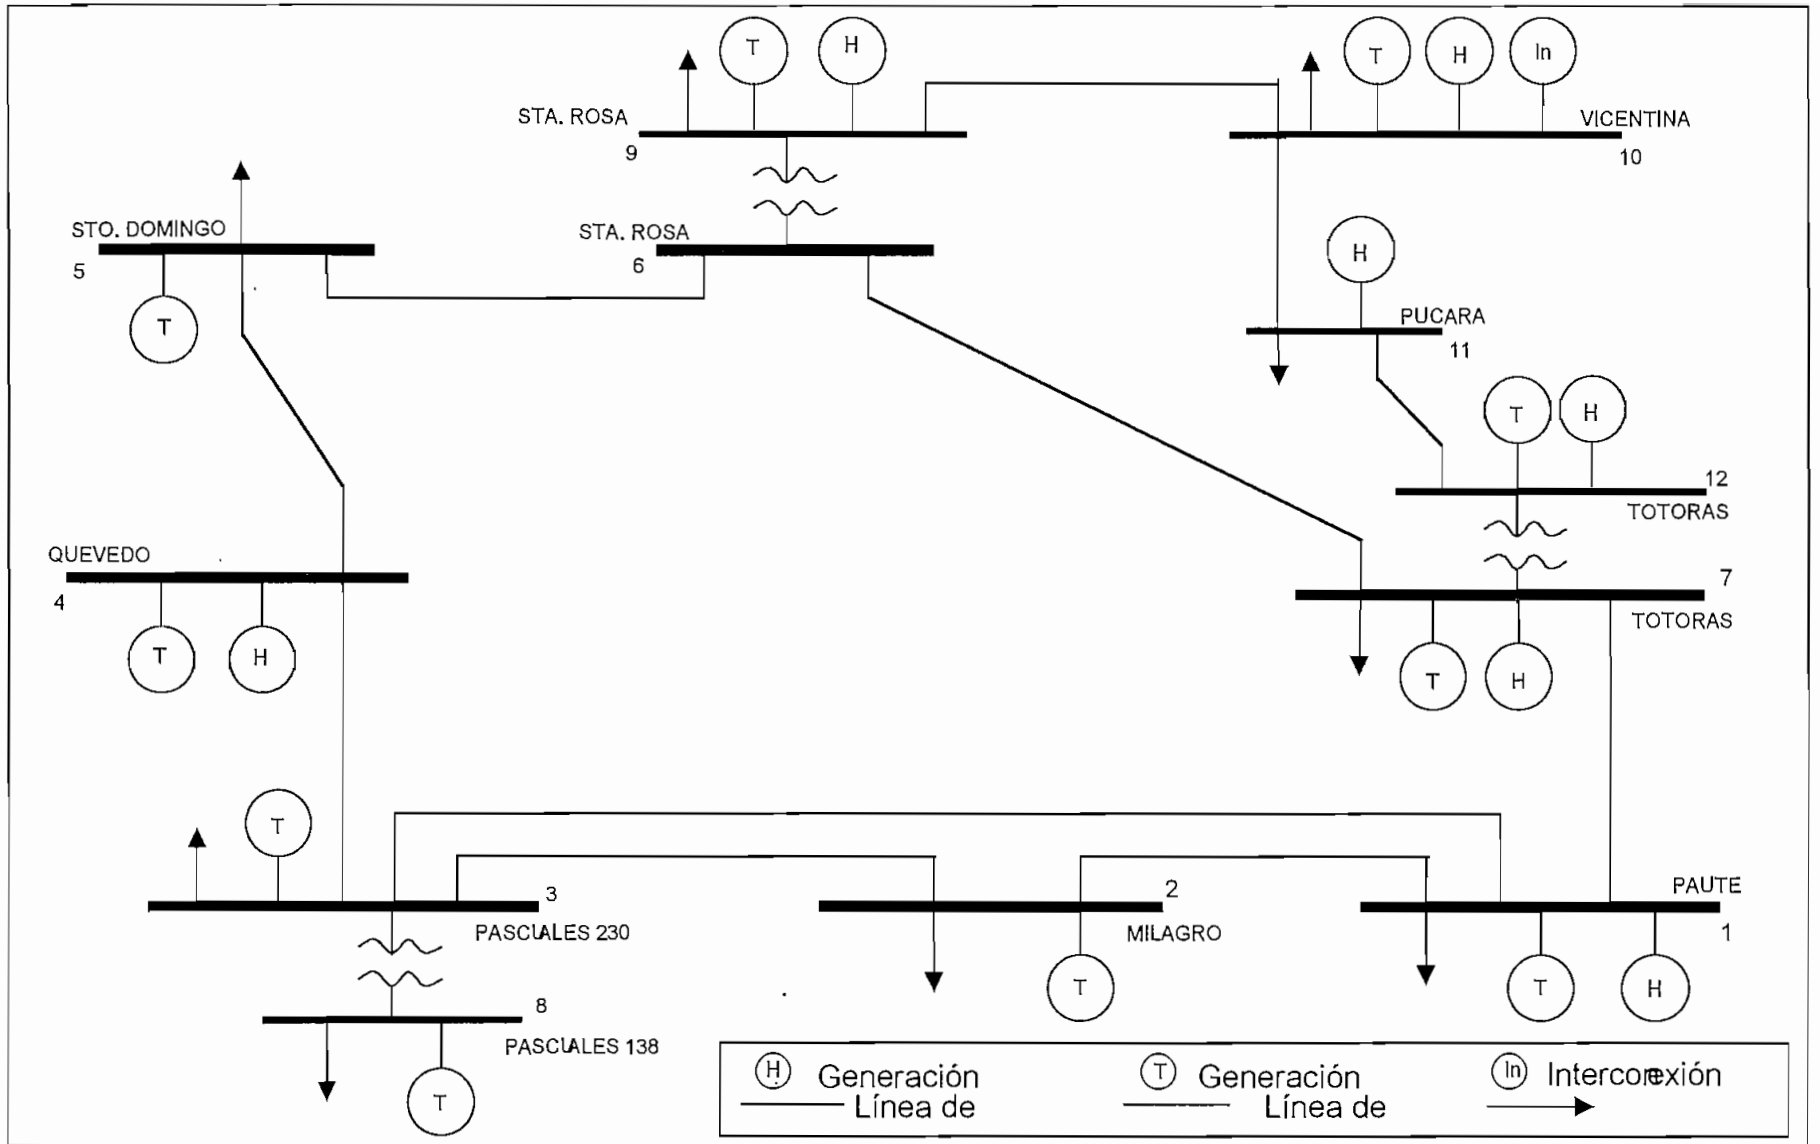 T
H
T
H
In
STA. ROSA
9
VICENTINA
10
STO. DOMINGO
5
T
STA. ROSA
6
H
PUCARA
11
T
H
12
TOTORAS
7
TOTORAS
T
H
QUEVEDO
4
T
H
T
3
PASCUALES 230
2
MILAGRO
T
PAUTE
1
T
H
8
PASCUALES 138
T
H Generación
T Generación
In Interconexión
Línea de
Línea de